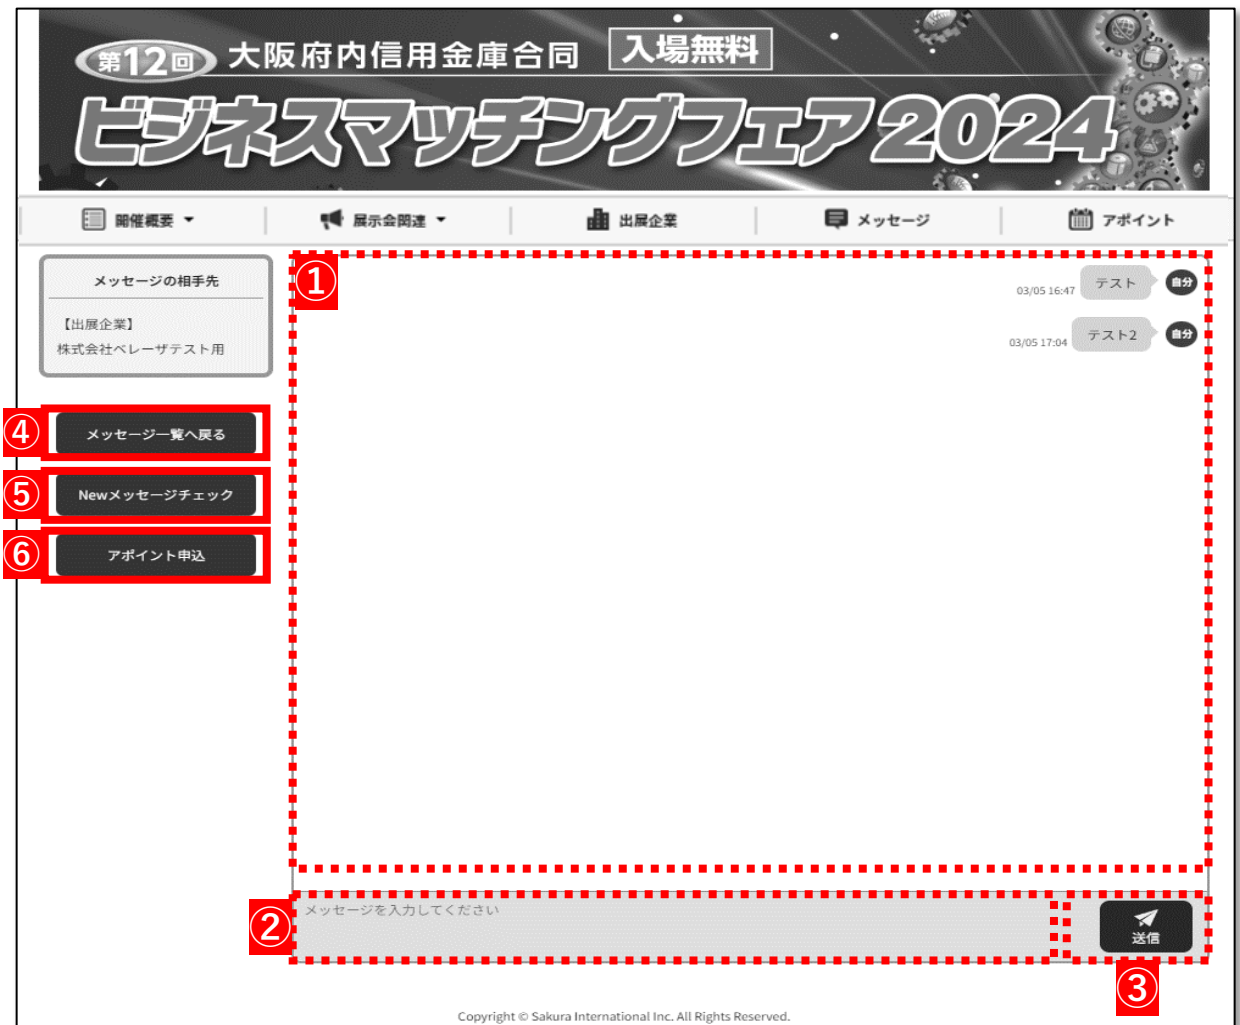 第12回 大阪府内信用金庫合同 入場無料
ビジネスマッチングフェア2024
開催概要 展示会関連 出展企業 メッセージ アポイント
メッセージの相手先
【出展企業】
株式会社ベレーザテスト用
①
03/05 16:47 テスト 自分
03/05 17:04 テスト2 自分
④ メッセージ一覧へ戻る
⑤ Newメッセージチェック
⑥ アポイント申込
② メッセージを入力してください
送信
③
Copyright © Sakura International Inc. All Rights Reserved.